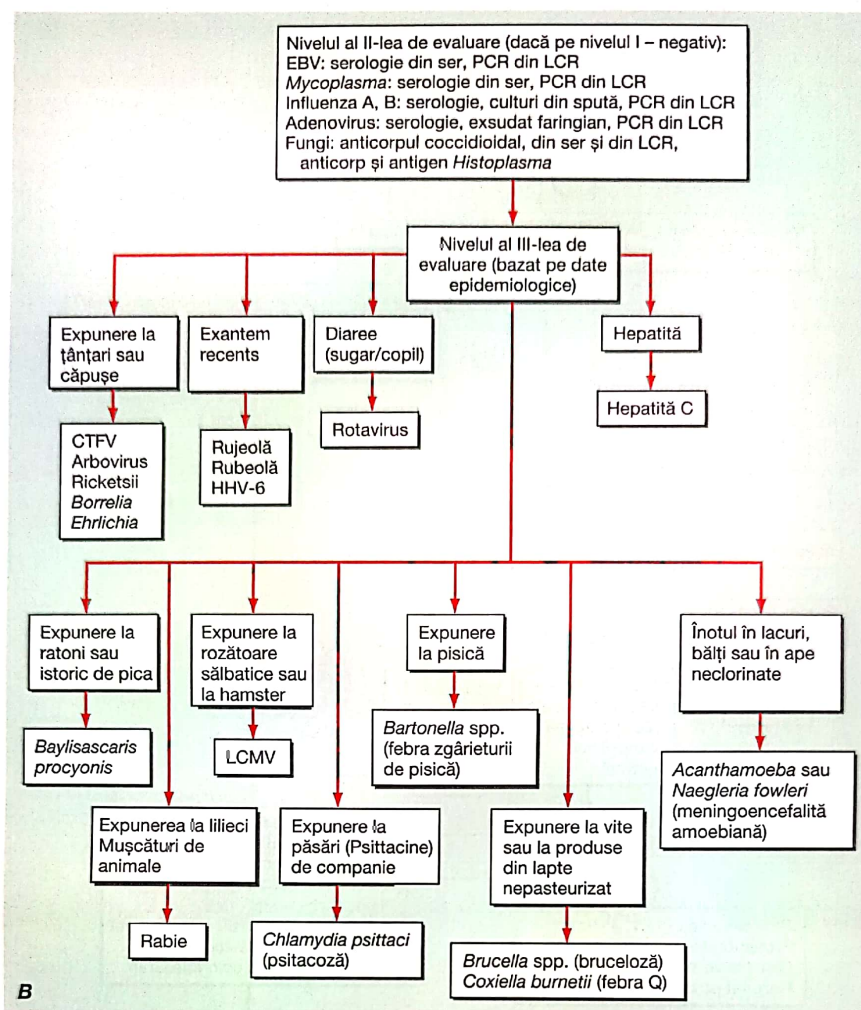 Nivelul al II-lea de evaluare (dacă pe nivelul I – negativ):
EBV: serologie din ser, PCR din LCR
Mycoplasma: serologie din ser, PCR din LCR
Influenza A, B: serologie, culturi din spută, PCR din LCR
Adenovirus: serologie, exsudat faringian, PCR din LCR
Fungi: anticorpul coccidioidal, din ser și din LCR,
anticorp și antigen Histoplasma
Nivelul al III-lea de
evaluare (bazat pe date
epidemiologice)
Expunere la
țânțari sau
căpușe
Exantem
recents
Diaree
(sugar/copil)
Hepatită
CTFV
Arbovirus
Ricketsii
Borrelia
Ehrlichia
Rujeolă
Rubeolă
HHV-6
Rotavirus
Hepatită C
Expunere la
ratoni sau
istoric de pica
Expunere la
rozătoare
sălbatice sau
la hamster
Expunere
la pisică
Înotul în lacuri,
bălți sau în ape
neclorinate
Baylisascaris
procyonis
LCMV
Bartonella spp.
(febra zgârieturii
de pisică)
Acanthamoeba sau
Naegleria fowleri
(meningoencefalită
amoebiană)
Expunerea la lilieci
Mușcături de
animale
Expunere la
păsări (Psittacine)
de companie
Expunere la vite
sau la produse
din lapte
nepasteurizat
Rabie
Chlamydia psittaci
(psitacoză)
Brucella spp. (bruceloză)
Coxiella burnetii (febra Q)
B